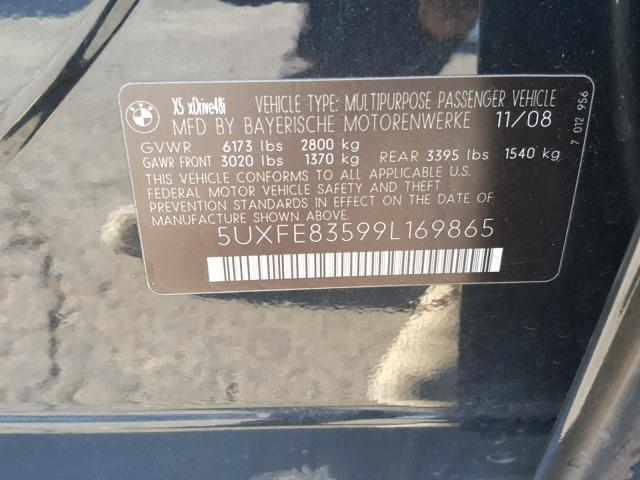 BMW
X5 xDrive48i VEHICLE TYPE: MULTIPURPOSE PASSENGER VEHICLE
MFD BY BAYERISCHE MOTORENWERKE 11/08
GVWR 6173 lbs 2800 kg
GAWR FRONT 3020 lbs 1370 kg REAR 3395 lbs 1540 kg
THIS VEHICLE CONFORMS TO ALL APPLICABLE U.S.
FEDERAL MOTOR VEHICLE SAFETY AND THEFT
PREVENTION STANDARDS IN EFFECT ON THE DATE OF
MANUFACTURE SHOWN ABOVE.
5UXFE83599L169865
7 012 956